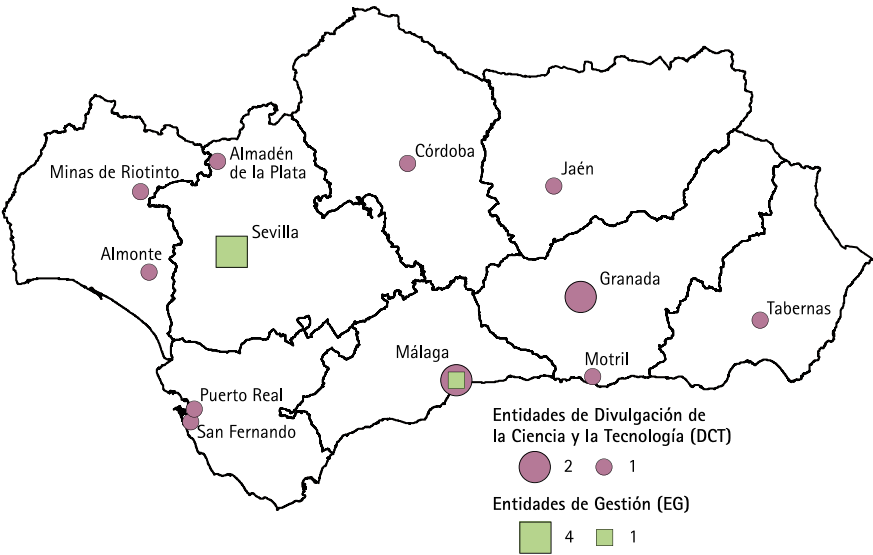 Almadén
de la Plata
Córdoba
Jaén
Minas de Riotinto
Sevilla
Almonte
Granada
Tabernas
Málaga
Motril
Puerto Real
San Fernando
Entidades de Divulgación de
la Ciencia y la Tecnología (DCT)
2 1
Entidades de Gestión (EG)
4 1